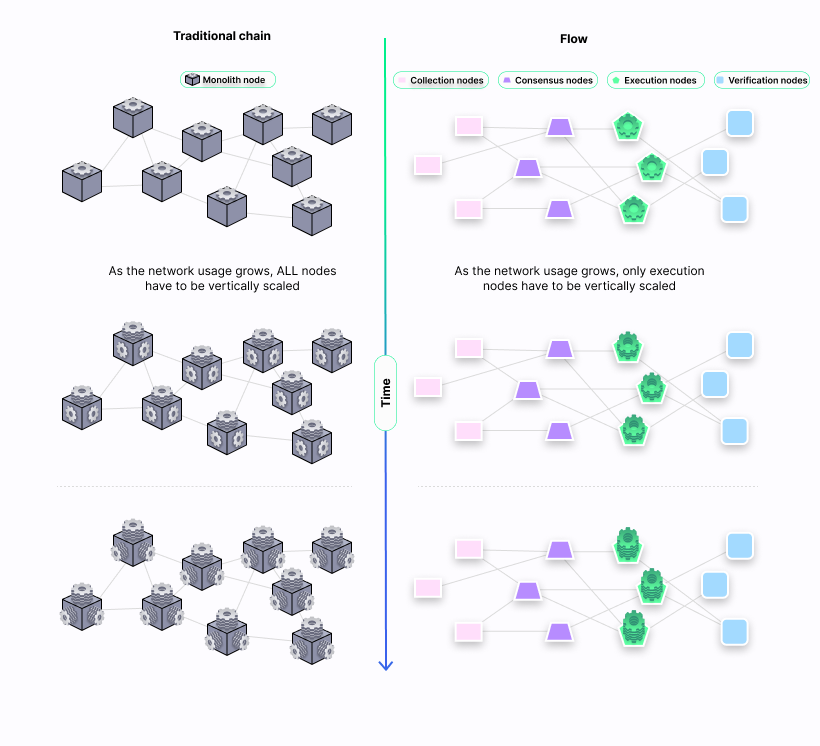 Traditional chain
Flow
Monolith node
Collection nodes
Consensus nodes
Execution nodes
Verification nodes
As the network usage grows, ALL nodes
have to be vertically scaled
As the network usage grows, only execution
nodes have to be vertically scaled
Time